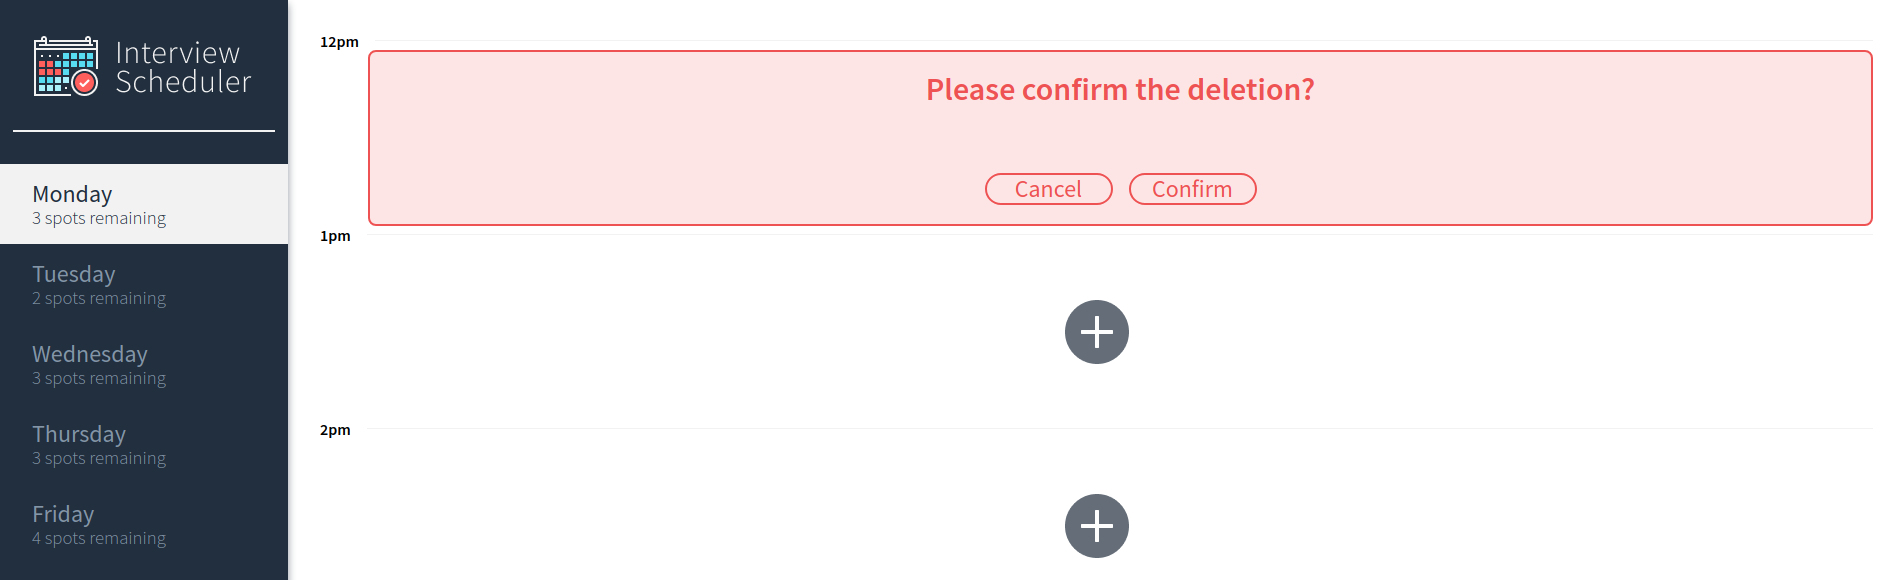 Interview
Scheduler
Monday
3 spots remaining
Tuesday
2 spots remaining
Wednesday
3 spots remaining
Thursday
3 spots remaining
Friday
4 spots remaining
12pm
Please confirm the deletion?
Cancel Confirm
1pm
2pm